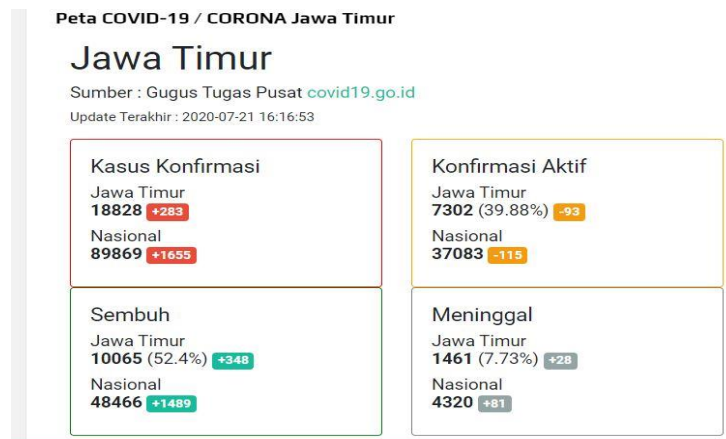 Peta COVID-19 / CORONA Jawa Timur
Jawa Timur
Sumber : Gugus Tugas Pusat covid19.go.id
Update Terakhir : 2020-07-21 16:16:53
Kasus Konfirmasi
Jawa Timur
18828 +283
Nasional
89869 +1655
Konfirmasi Aktif
Jawa Timur
7302 (39.88%) -93
Nasional
37083 -115
Sembuh
Jawa Timur
10065 (52.4%) +348
Nasional
48466 +1489
Meninggal
Jawa Timur
1461 (7.73%) +28
Nasional
4320 +81